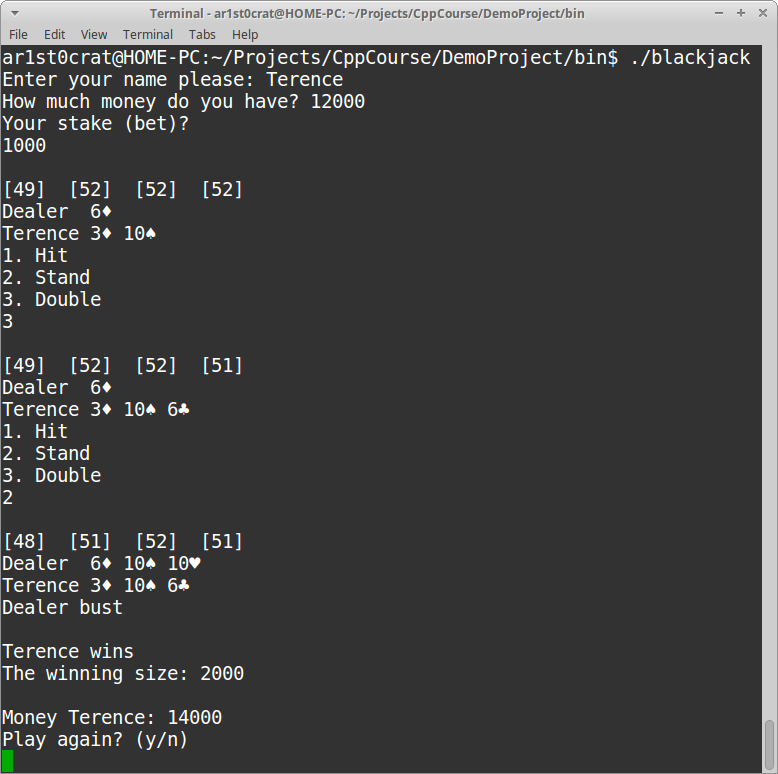 Terminal - ar1st0crat@HOME-PC: ~/Projects/CppCourse/DemoProject/bin
File Edit View Terminal Tabs Help
ar1st0crat@HOME-PC:~/Projects/CppCourse/DemoProject/bin$ ./blackjack
Enter your name please: Terence
How much money do you have? 12000
Your stake (bet)?
1000
[49] [52] [52] [52]
Dealer 6♦
Terence 3♦ 10♠
1. Hit
2. Stand
3. Double
3
[49] [52] [52] [51]
Dealer 6♦
Terence 3♦ 10♠ 6♣
1. Hit
2. Stand
3. Double
2
[48] [51] [52] [51]
Dealer 6♦ 10♠ 10♥
Terence 3♦ 10♠ 6♣
Dealer bust
Terence wins
The winning size: 2000
Money Terence: 14000
Play again? (y/n)